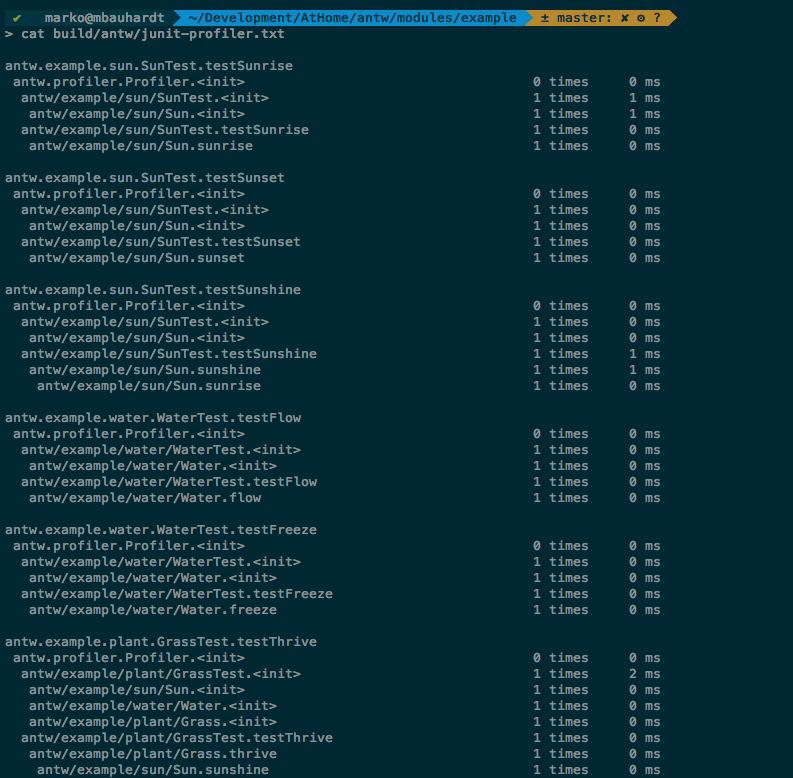 ✔ marko@mbauhardt ~/Development/AtHome/antw/modules/example ± master: ✘ ⚙ ?
> cat build/antw/junit-profiler.txt
antw.example.sun.SunTest.testSunrise
antw.profiler.Profiler.<init> 0 times 0 ms
antw/example/sun/SunTest.<init> 1 times 1 ms
antw/example/sun/Sun.<init> 1 times 1 ms
antw/example/sun/SunTest.testSunrise 1 times 0 ms
antw/example/sun/Sun.sunrise 1 times 0 ms
antw.example.sun.SunTest.testSunset
antw.profiler.Profiler.<init> 0 times 0 ms
antw/example/sun/SunTest.<init> 1 times 0 ms
antw/example/sun/Sun.<init> 1 times 0 ms
antw/example/sun/SunTest.testSunset 1 times 0 ms
antw/example/sun/Sun.sunset 1 times 0 ms
antw.example.sun.SunTest.testSunshine
antw.profiler.Profiler.<init> 0 times 0 ms
antw/example/sun/SunTest.<init> 1 times 0 ms
antw/example/sun/Sun.<init> 1 times 0 ms
antw/example/sun/SunTest.testSunshine 1 times 1 ms
antw/example/sun/Sun.sunshine 1 times 1 ms
antw/example/sun/Sun.sunrise 1 times 0 ms
antw.example.water.WaterTest.testFlow
antw.profiler.Profiler.<init> 0 times 0 ms
antw/example/water/WaterTest.<init> 1 times 0 ms
antw/example/water/Water.<init> 1 times 0 ms
antw/example/water/WaterTest.testFlow 1 times 0 ms
antw/example/water/Water.flow 1 times 0 ms
antw.example.water.WaterTest.testFreeze
antw.profiler.Profiler.<init> 0 times 0 ms
antw/example/water/WaterTest.<init> 1 times 0 ms
antw/example/water/Water.<init> 1 times 0 ms
antw/example/water/WaterTest.testFreeze 1 times 0 ms
antw/example/water/Water.freeze 1 times 0 ms
antw.example.plant.GrassTest.testThrive
antw.profiler.Profiler.<init> 0 times 0 ms
antw/example/plant/GrassTest.<init> 1 times 2 ms
antw/example/sun/Sun.<init> 1 times 0 ms
antw/example/water/Water.<init> 1 times 0 ms
antw/example/plant/Grass.<init> 1 times 0 ms
antw/example/plant/GrassTest.testThrive 1 times 0 ms
antw/example/plant/Grass.thrive 1 times 0 ms
antw/example/sun/Sun.sunshine 1 times 0 ms